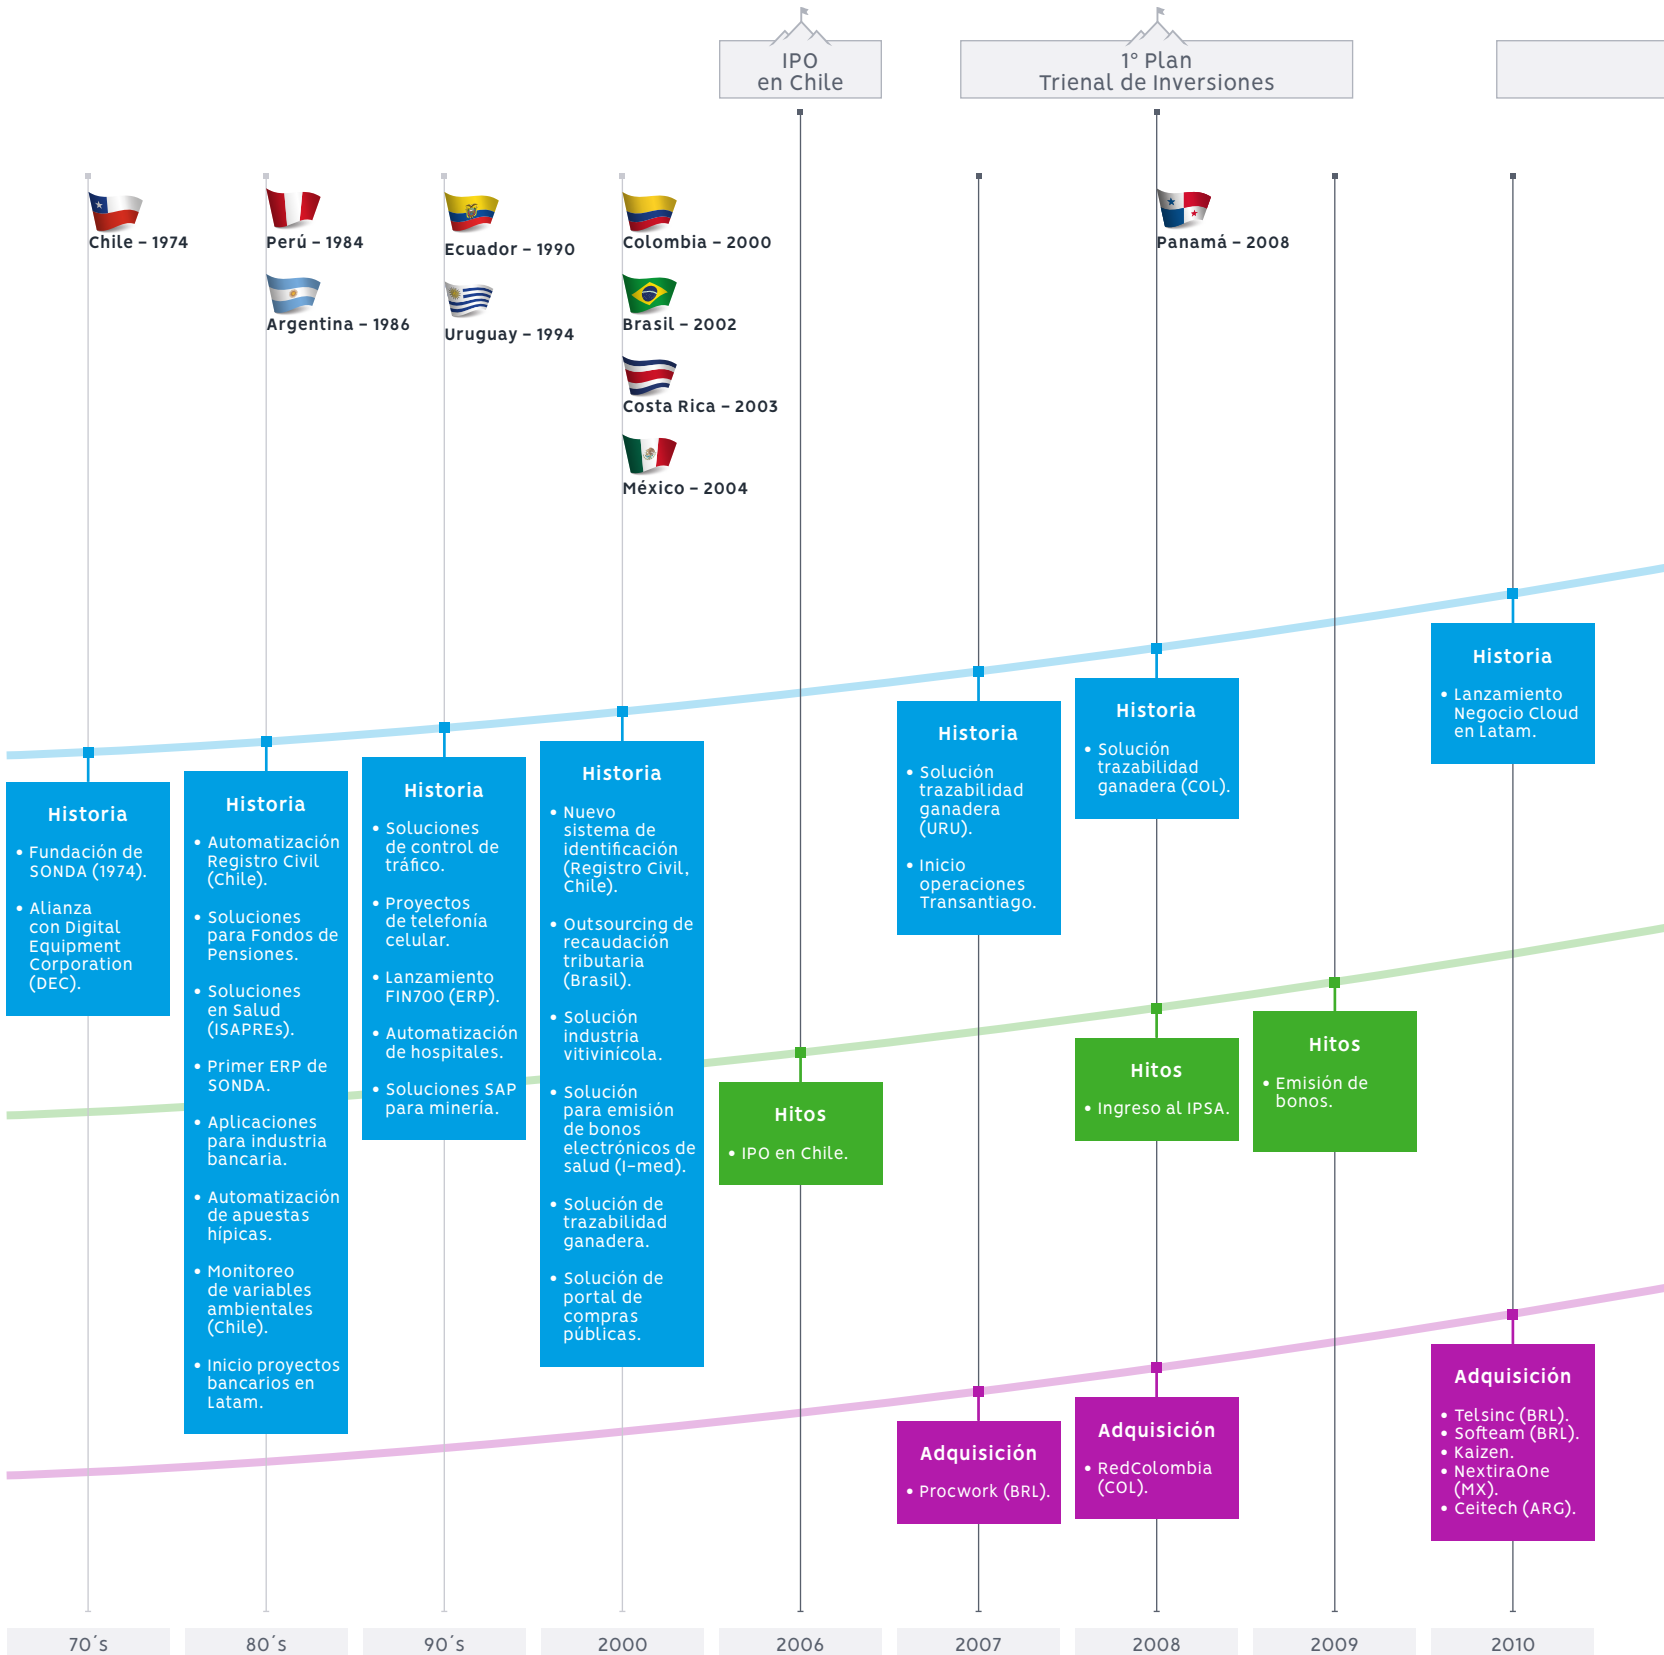 IPO
en Chile
1° Plan
Trienal de Inversiones
Chile – 1974
Perú – 1984
Argentina – 1986
Ecuador – 1990
Uruguay – 1994
Colombia – 2000
Brasil – 2002
Costa Rica – 2003
México – 2004
Panamá – 2008
Historia
• Fundación de
SONDA (1974).
• Alianza
con Digital
Equipment
Corporation
(DEC).
Historia
• Automatización
Registro Civil
(Chile).
• Soluciones
para Fondos de
Pensiones.
• Soluciones
en Salud
(ISAPREs).
• Primer ERP de
SONDA.
• Aplicaciones
para industria
bancaria.
• Automatización
de apuestas
hípicas.
• Monitoreo
de variables
ambientales
(Chile).
• Inicio proyectos
bancarios en
Latam.
Historia
• Soluciones
de control de
tráfico.
• Proyectos
de telefonía
celular.
• Lanzamiento
FIN700 (ERP).
• Automatización
de hospitales.
• Soluciones SAP
para minería.
Historia
• Nuevo
sistema de
identificación
(Registro Civil,
Chile).
• Outsourcing de
recaudación
tributaria
(Brasil).
• Solución
industria
vitivinícola.
• Solución
para emisión
de bonos
electrónicos de
salud (I-med).
• Solución de
trazabilidad
ganadera.
• Solución de
portal de
compras
públicas.
Hitos
• IPO en Chile.
Historia
• Solución
trazabilidad
ganadera
(URU).
• Inicio
operaciones
Transantiago.
Adquisición
• Procwork (BRL).
Historia
• Solución
trazabilidad
ganadera (COL).
Hitos
• Ingreso al IPSA.
Adquisición
• RedColombia
(COL).
Hitos
• Emisión de
bonos.
Historia
• Lanzamiento
Negocio Cloud
en Latam.
Adquisición
• Telsinc (BRL).
• Softeam (BRL).
• Kaizen.
• NextiraOne
(MX).
• Ceitech (ARG).
70´s
80´s
90´s
2000
2006
2007
2008
2009
2010